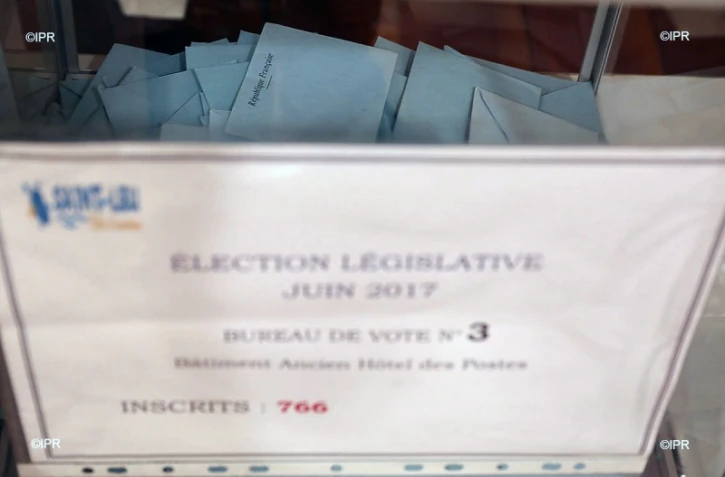 ©IPR
©IPR
République Française
SAINT-LEU
ÉLECTION LÉGISLATIVE
JUIN 2017
BUREAU DE VOTE N° 3
Bâtiment Ancien Hôtel des Postes
INSCRITS : 766
©IPR
©IPR